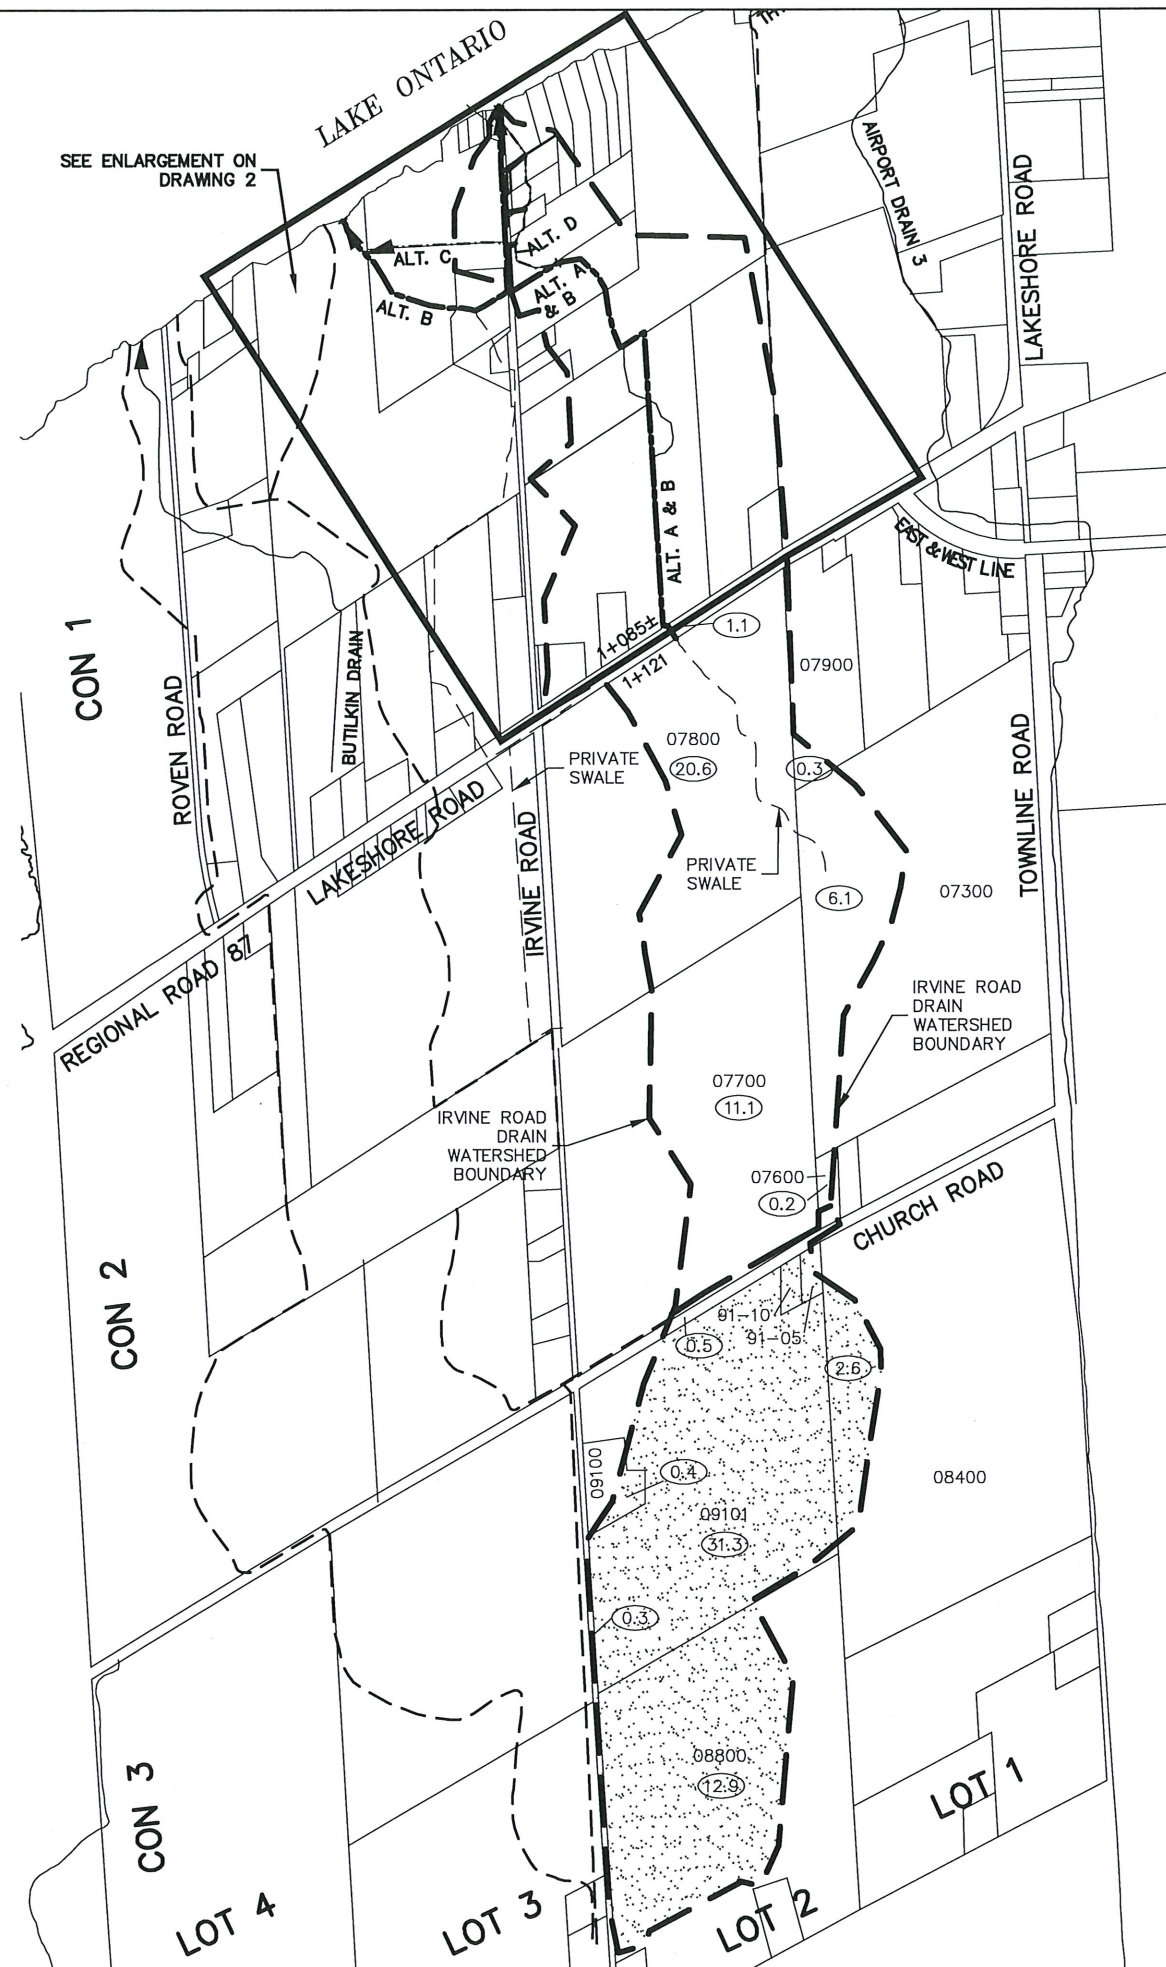 LAKE ONTARIO
SEE ENLARGEMENT ON
DRAWING 2
AIRPORT DRAIN 3
LAKESHORE ROAD
ALT. D
ALT. C
ALT. A
& B
ALT. B
ALT. A & B
EAST & WEST LINE
CON 1
ROVEN ROAD
BUTILKIN DRAIN
1+085±
1+121
1.1
07900
07800
20.6
0.3
PRIVATE
SWALE
LAKESHORE ROAD
IRVINE ROAD
PRIVATE
SWALE
6.1
07300
TOWNLINE ROAD
REGIONAL ROAD 87
IRVINE ROAD
DRAIN
WATERSHED
BOUNDARY
07700
11.1
IRVINE ROAD
DRAIN
WATERSHED
BOUNDARY
07600
0.2
CHURCH ROAD
CON 2
91-10
91-05
0.5
2.6
09100
0.4
09101
31.3
08400
0.3
08800
12.9
CON 3
LOT 4
LOT 3
LOT 2
LOT 1